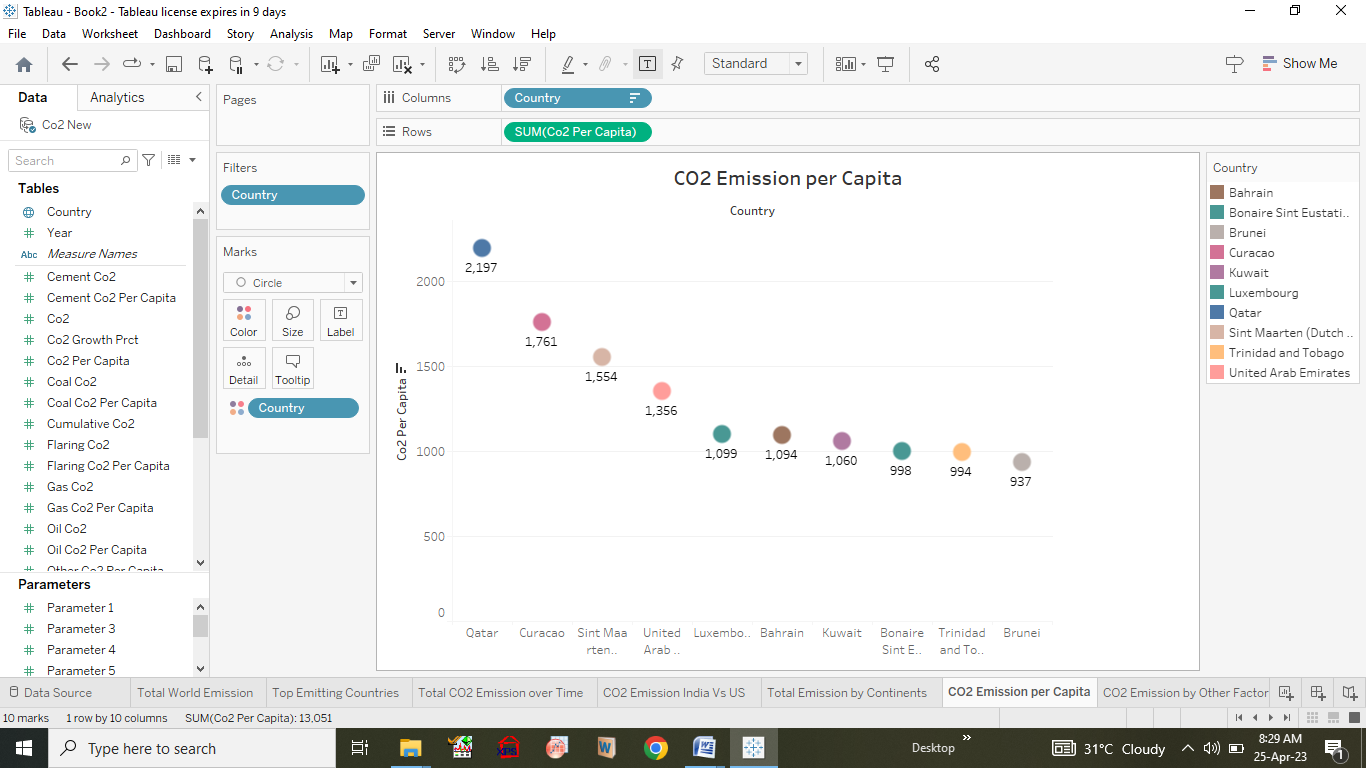 Tableau - Book2 - Tableau license expires in 9 days
File Data Worksheet Dashboard Story Analysis Map Format Server Window Help
Standard
Show Me
Data Analytics
Co2 New
Search
Tables
Country
Year
Abc Measure Names
Cement Co2
Cement Co2 Per Capita
Co2
Co2 Growth Prct
Co2 Per Capita
Coal Co2
Coal Co2 Per Capita
Cumulative Co2
Flaring Co2
Flaring Co2 Per Capita
Gas Co2
Gas Co2 Per Capita
Oil Co2
Oil Co2 Per Capita
Other Co2 Per Capita
Parameters
Parameter 1
Parameter 3
Parameter 4
Parameter 5
Pages
Filters
Country
Marks
Circle
Color Size Label
Detail Tooltip
Country
Columns Country
Rows SUM(Co2 Per Capita)
CO2 Emission per Capita
Country
Co2 Per Capita
2000
1500
1000
500
0
2,197
1,761
1,554
1,356
1,099
1,094
1,060
998
994
937
Qatar Curacao Sint Maa United Luxembo.. Bahrain Kuwait Bonaire Trinidad Brunei
rten.. Arab .. Sint E.. and To..
Country
Bahrain
Bonaire Sint Eustati..
Brunei
Curacao
Kuwait
Luxembourg
Qatar
Sint Maarten (Dutch ..
Trinidad and Tobago
United Arab Emirates
Data Source Total World Emission Top Emitting Countries Total CO2 Emission over Time CO2 Emission India Vs US Total Emission by Continents CO2 Emission per Capita CO2 Emission by Other Factor
10 marks 1 row by 10 columns SUM(Co2 Per Capita): 13,051
Type here to search
XPS
W
W
Desktop
»
31°C Cloudy
8:29 AM
25-Apr-23
1